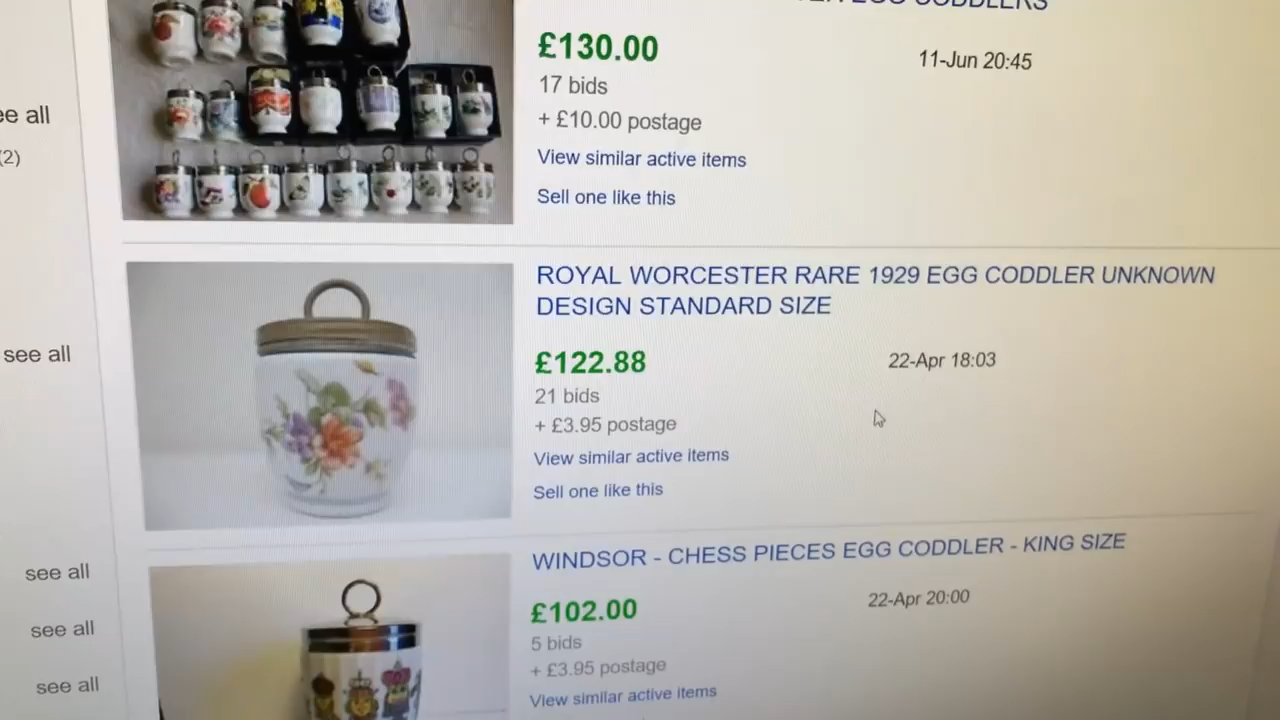 EGG CODDLERS
£130.00
11-Jun 20:45
17 bids
+ £10.00 postage
View similar active items
Sell one like this
ee all
(2)
ROYAL WORCESTER RARE 1929 EGG CODDLER UNKNOWN
DESIGN STANDARD SIZE
£122.88
22-Apr 18:03
21 bids
+ £3.95 postage
View similar active items
Sell one like this
see all
WINDSOR - CHESS PIECES EGG CODDLER - KING SIZE
£102.00
22-Apr 20:00
5 bids
+ £3.95 postage
View similar active items
see all
see all
see all